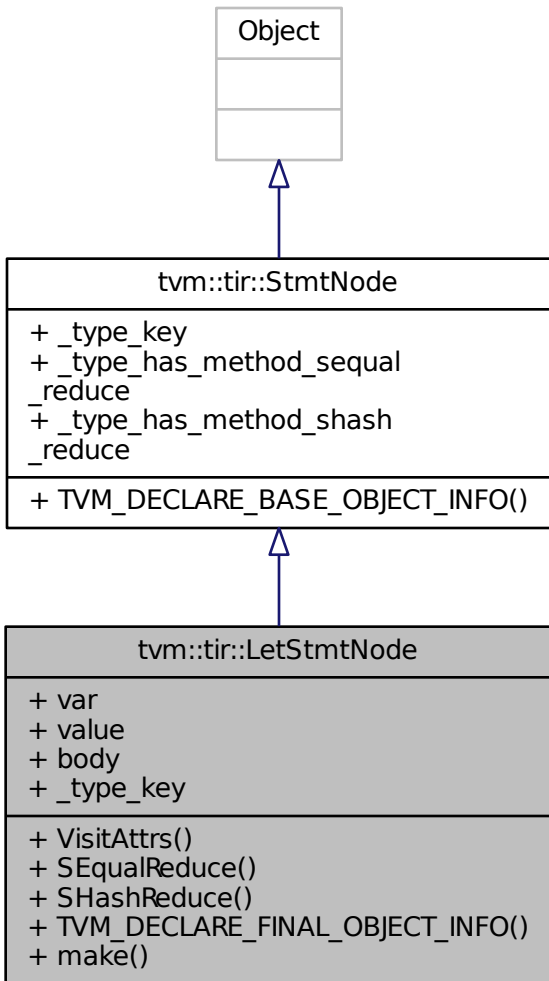 Object
tvm::tir::StmtNode
+ _type_key
+ _type_has_method_sequal
_reduce
+ _type_has_method_shash
_reduce
+ TVM_DECLARE_BASE_OBJECT_INFO()
tvm::tir::LetStmtNode
+ var
+ value
+ body
+ _type_key
+ VisitAttrs()
+ SEqualReduce()
+ SHashReduce()
+ TVM_DECLARE_FINAL_OBJECT_INFO()
+ make()